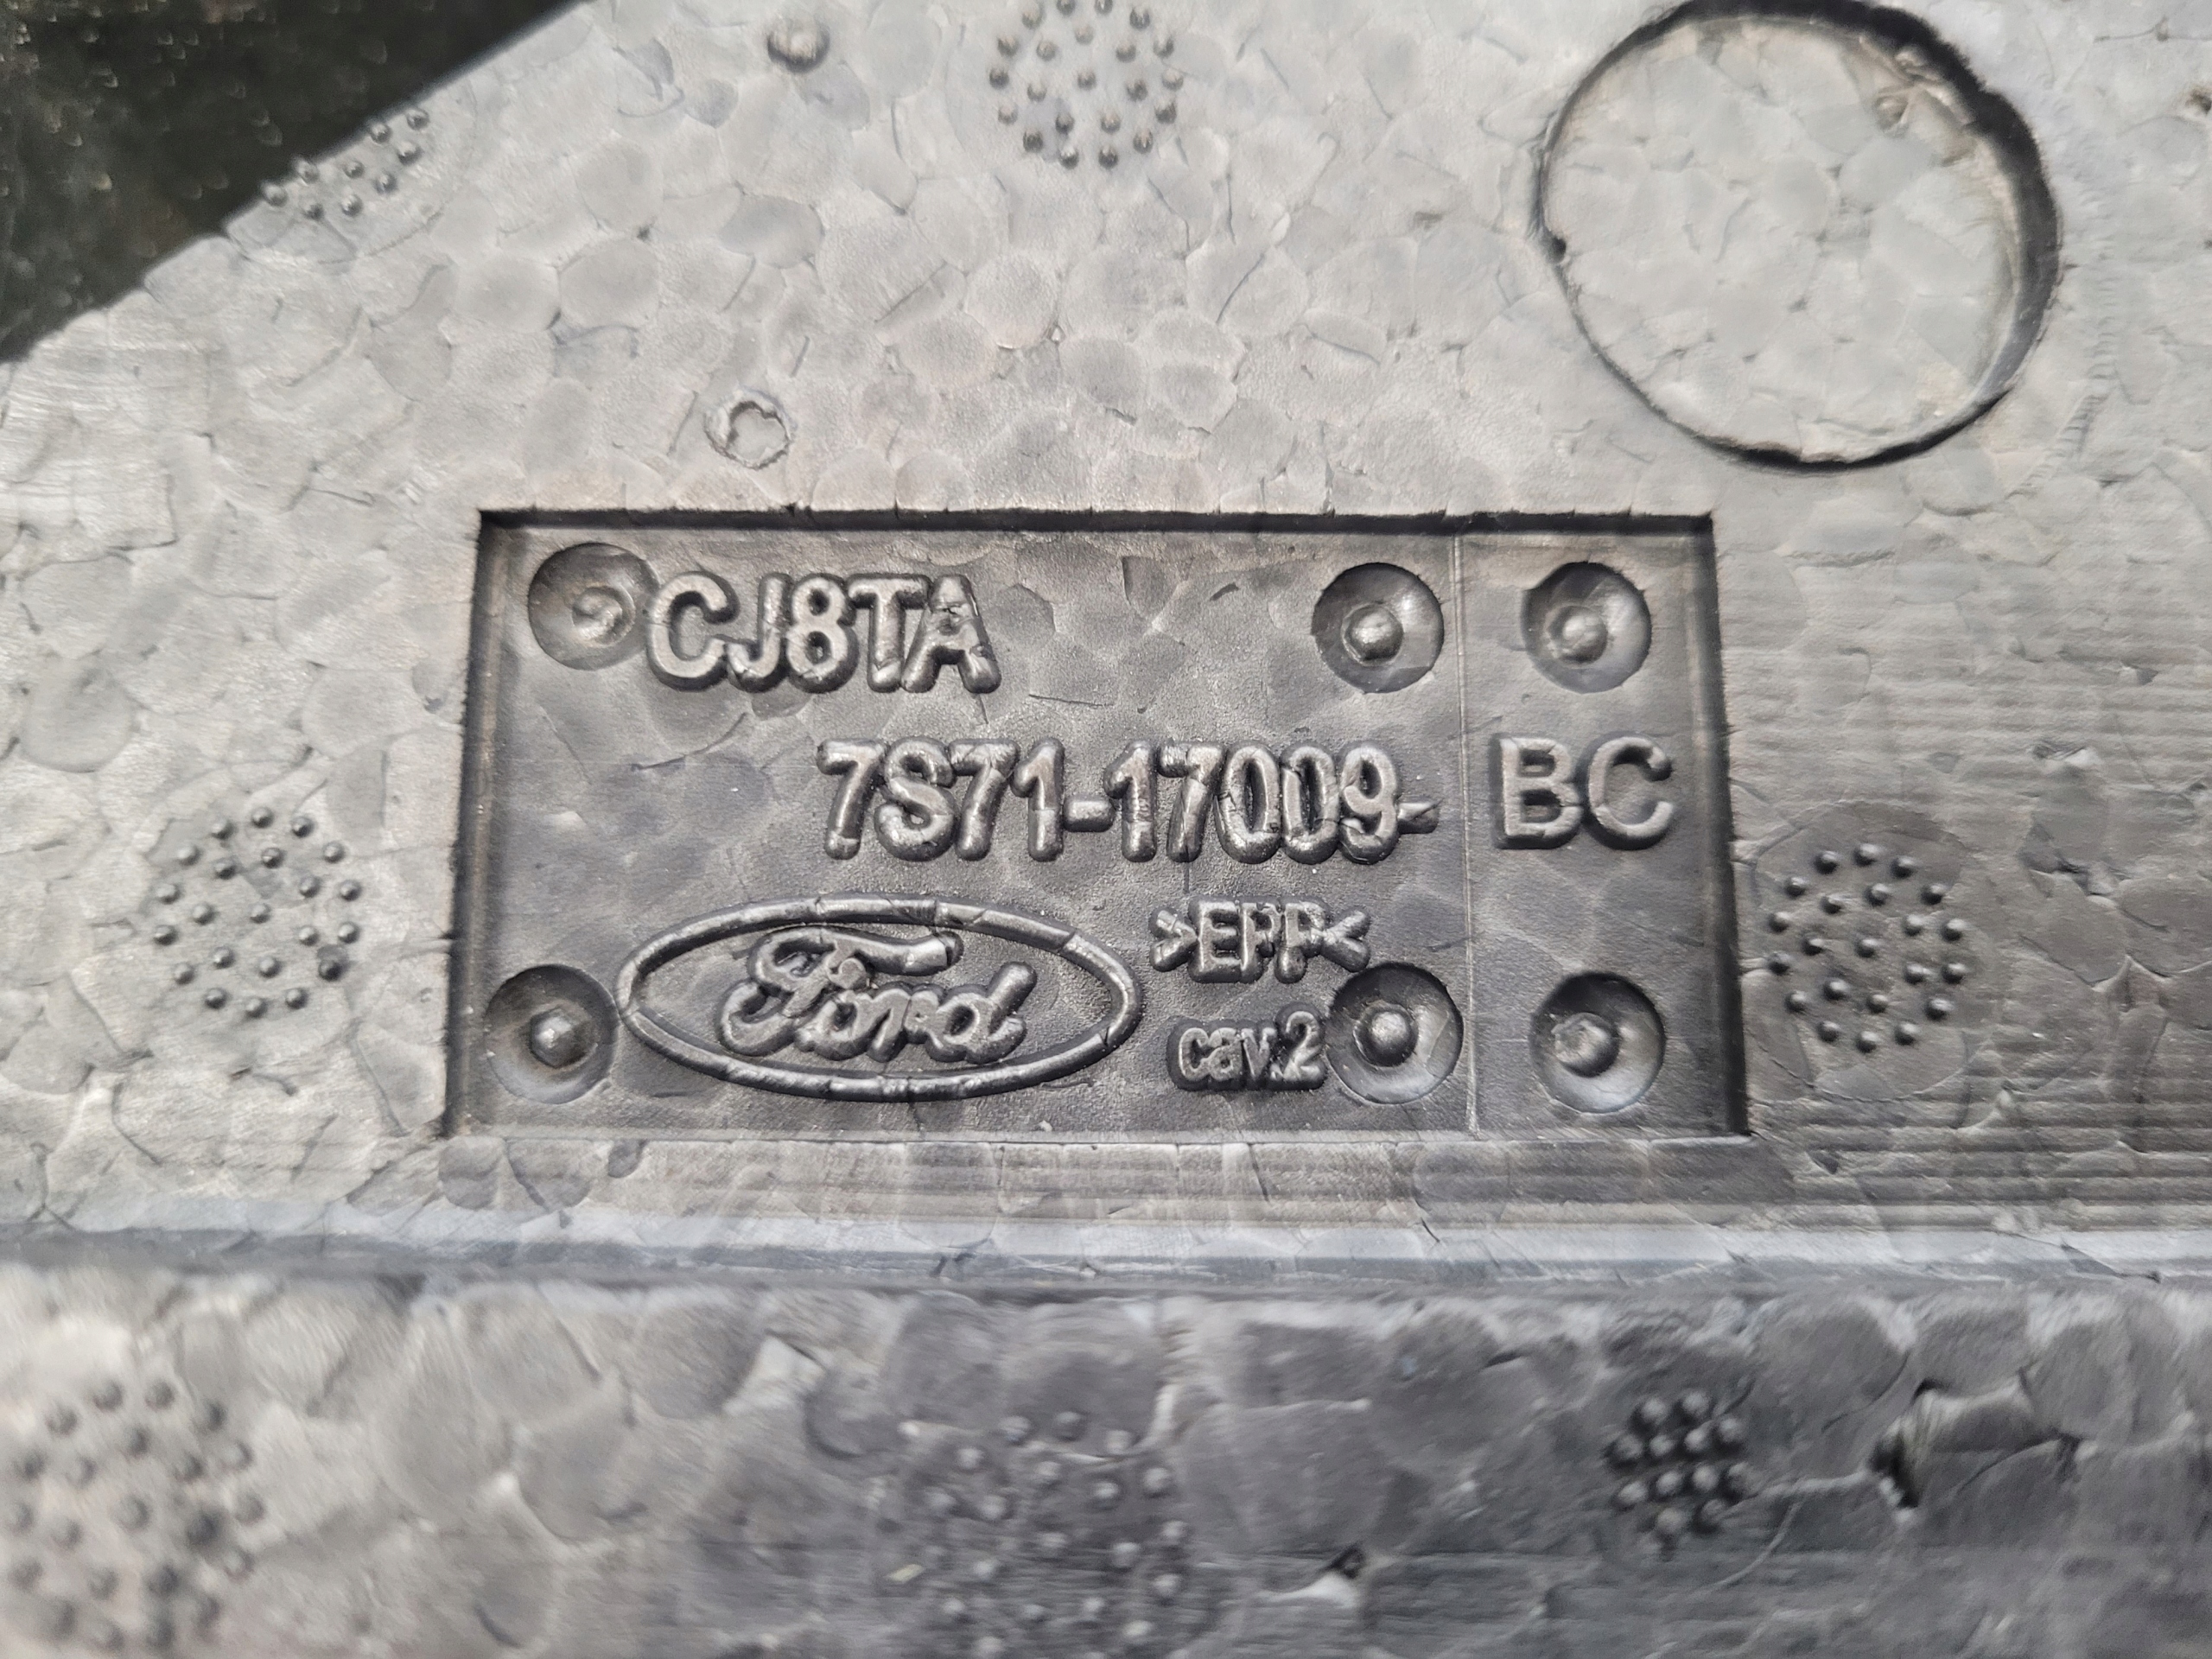 CJ8TA
7S71-17009- BC
Ford
>EPP<
cav.2